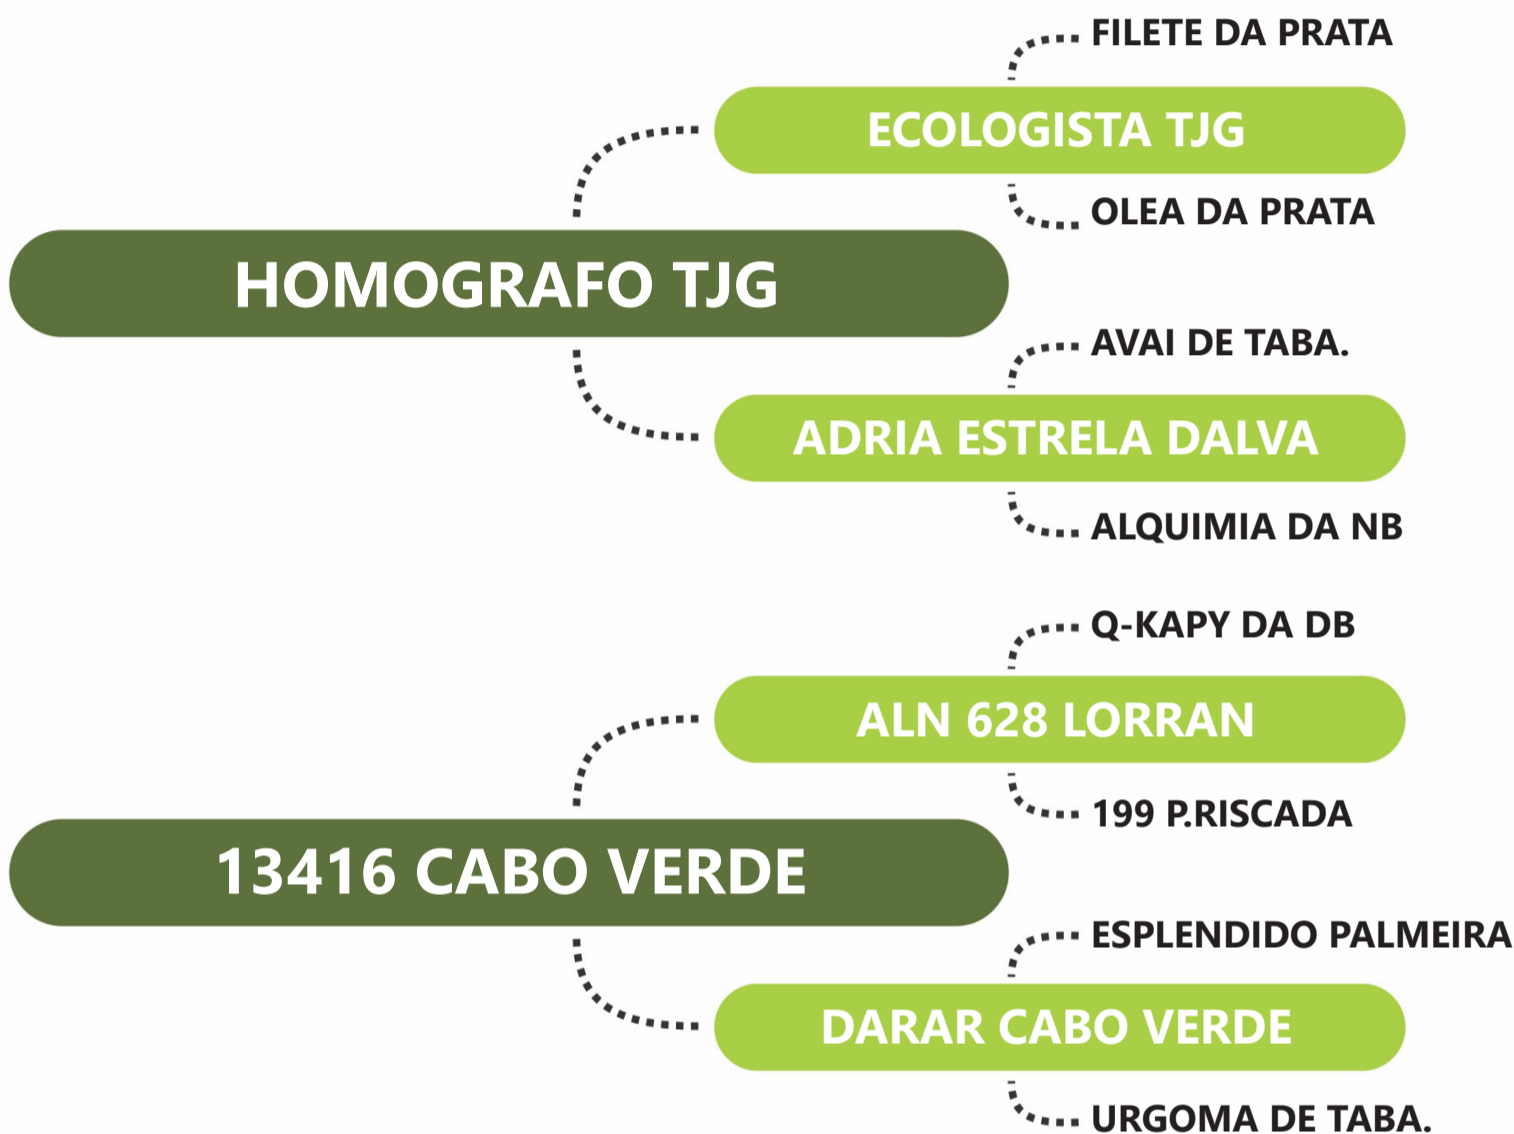 FILETE DA PRATA
ECOLOGISTA TJG
OLEA DA PRATA
HOMOGRAFO TJG
AVAI DE TABA.
ADRIA ESTRELA DALVA
ALQUIMIA DA NB
Q-KAPY DA DB
ALN 628 LORRAN
199 P.RISCADA
13416 CABO VERDE
ESPLENDIDO PALMEIRA
DARAR CABO VERDE
URGOMA DE TABA.